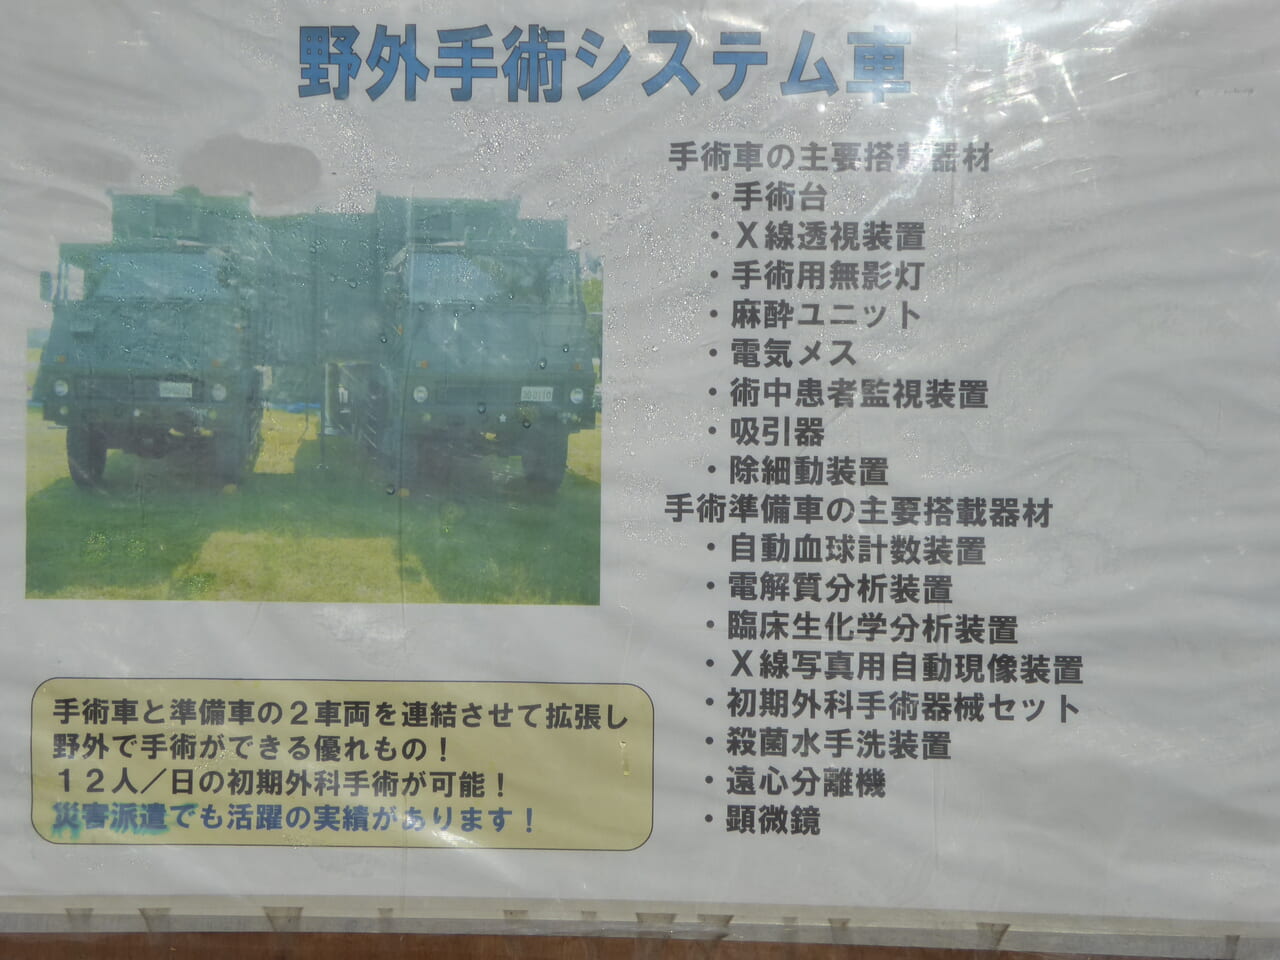 野外手術システム車
手術車の主要搭載器材
・手術台
・Ｘ線透視装置
・手術用無影灯
・麻酔ユニット
・電気メス
・術中患者監視装置
・吸引器
・除細動装置
手術準備車の主要搭載器材
・自動血球計数装置
・電解質分析装置
・臨床生化学分析装置
・Ｘ線写真用自動現像装置
・初期外科手術器械セット
・殺菌水手洗装置
・遠心分離機
・顕微鏡
手術車と準備車の２車両を連結させて拡張し
野外で手術ができる優れもの！
１２人／日の初期外科手術が可能！
災害派遣でも活躍の実績があります！